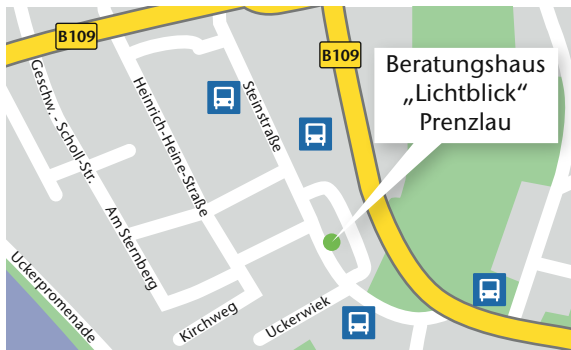 B109
B109
Beratungshaus
„Lichtblick“
Prenzlau
Geschw. - Scholl-Str.
Heinrich-Heine-Straße
Steinstraße
Am Sternberg
Uckerpromenade
Kirchweg
Uckerwiek